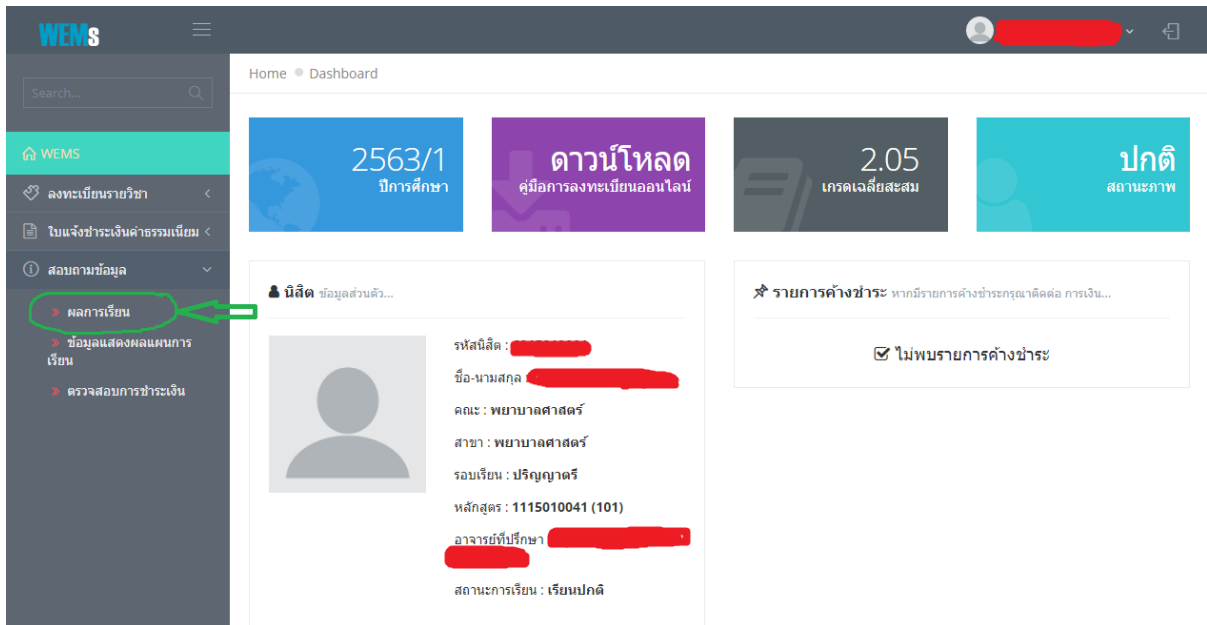 WEMs
Home Dashboard
Search...
WEMS
ลงทะเบียนรายวิชา
ใบแจ้งชำระเงินค่าธรรมเนียม
สอบถามข้อมูล
ผลการเรียน
ข้อมูลแสดงผลแผนการ
เรียน
ตรวจสอบการชำระเงิน
2563/1
ปีการศึกษา
ดาวน์โหลด
คู่มือการลงทะเบียนออนไลน์
2.05
เกรดเฉลี่ยสะสม
ปกติ
สถานะภาพ
นิสิต ข้อมูลส่วนตัว...
รหัสนิสิต :
ชื่อ-นามสกุล :
คณะ : พยาบาลศาสตร์
สาขา : พยาบาลศาสตร์
รอบเรียน : ปริญญาตรี
หลักสูตร : 1115010041 (101)
อาจารย์ที่ปรึกษา
สถานะการเรียน : เรียนปกติ
รายการค้างชำระ หากมีรายการค้างชำระกรุณาติดต่อ การเงิน...
ไม่พบรายการค้างชำระ